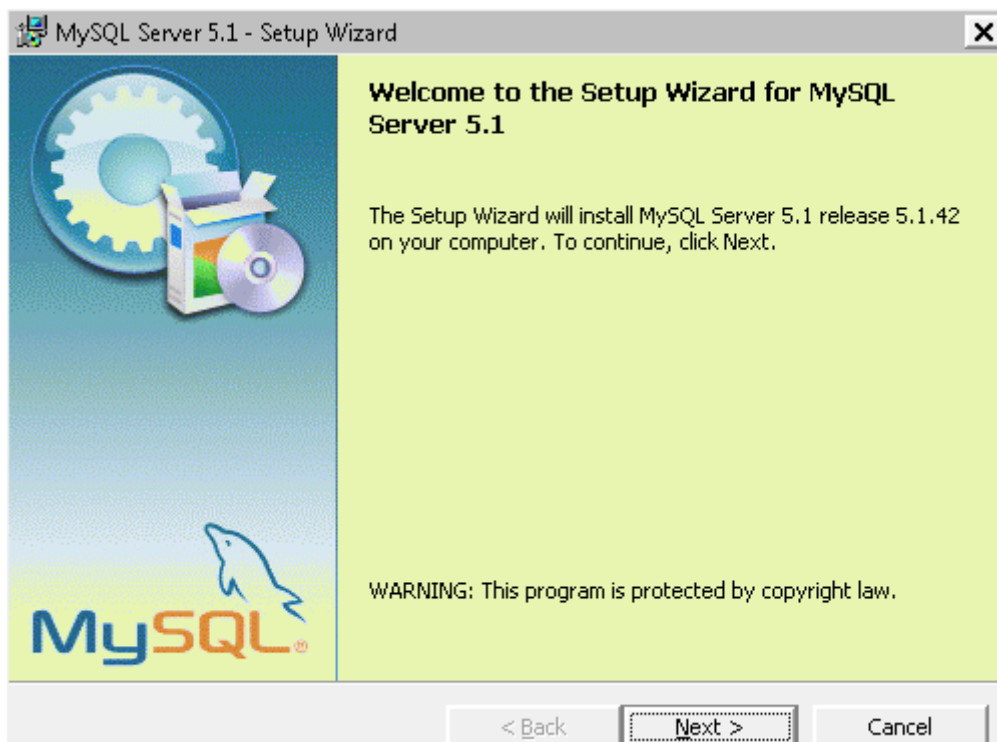 MySQL Server 5.1 - Setup Wizard
Welcome to the Setup Wizard for MySQL
Server 5.1
The Setup Wizard will install MySQL Server 5.1 release 5.1.42
on your computer. To continue, click Next.
WARNING: This program is protected by copyright law.
MySQL®
< Back
Next >
Cancel